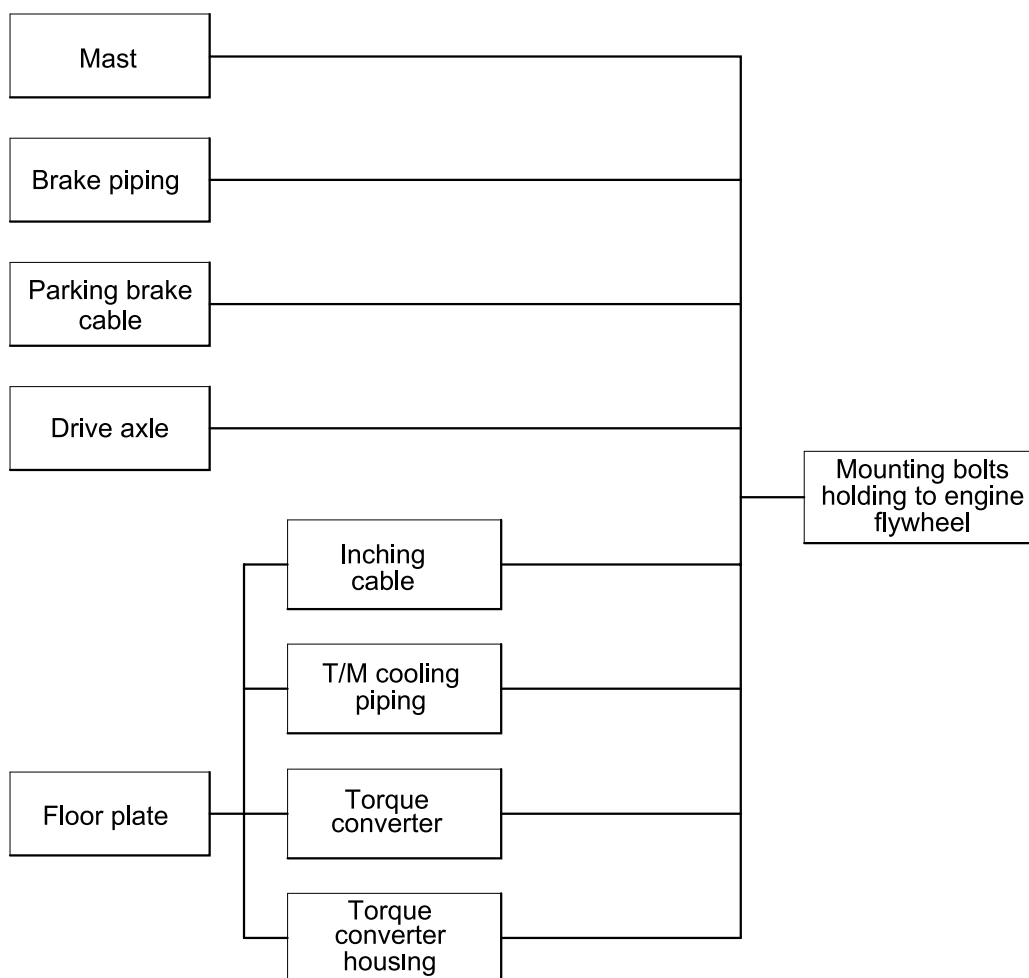 Mast
Brake piping
Parking brake
cable
Drive axle
Mounting bolts
holding to engine
flywheel
Inching
cable
T/M cooling
piping
Floor plate
Torque
converter
Torque
converter
housing